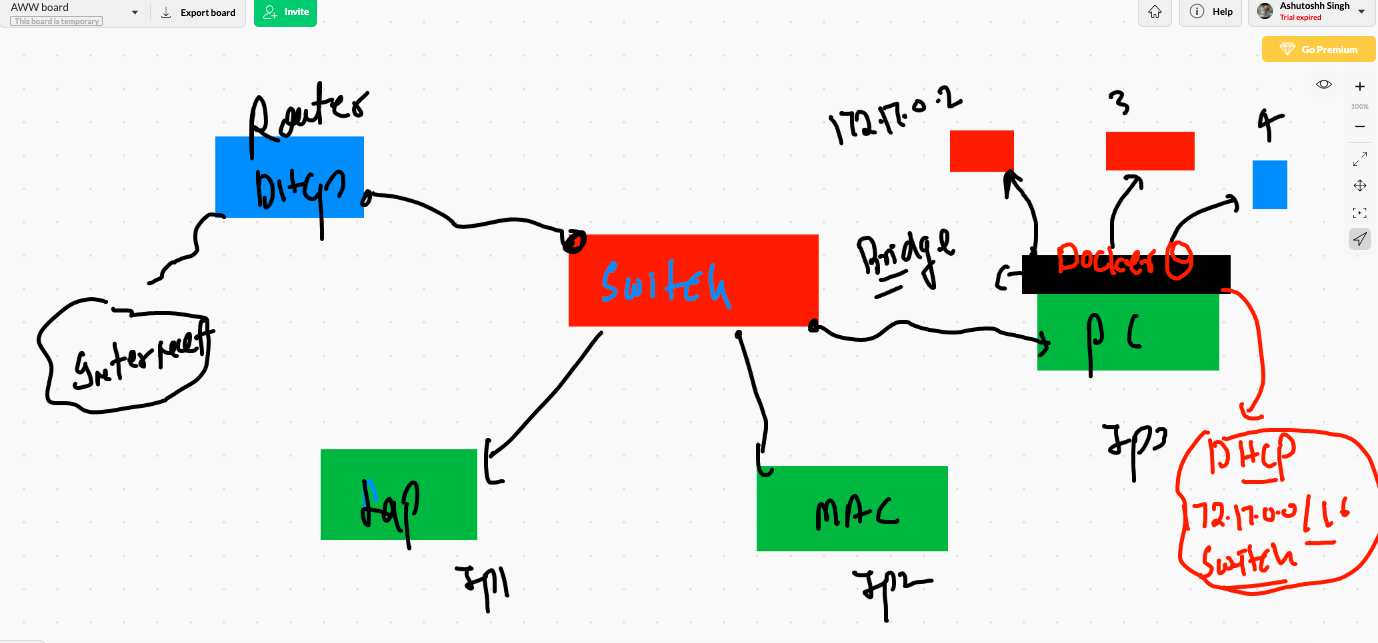 AWW board
This board is temporary
Export board
Invite
Help
Ashutoshh Singh
Trial expired
Go Premium
100%
Router
DHCP
172.17.0.2
3
4
Switch
Bridge
Docker
PC
Lap
MAC
IP1
IP2
IP3
DHCP
172.17.0.0/16
Switch